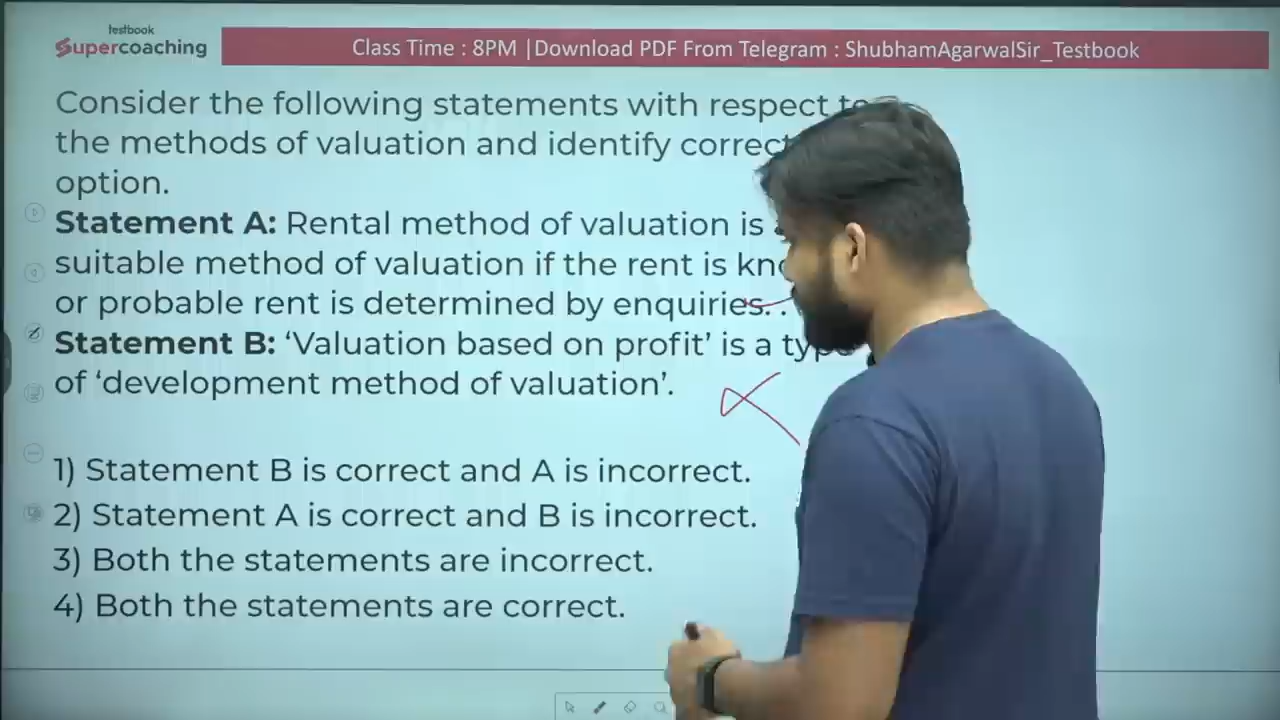 testbook
Supercoaching
Class Time : 8PM |Download PDF From Telegram : ShubhamAgarwalSir_Testbook
Consider the following statements with respect to
the methods of valuation and identify correct
option.
Statement A: Rental method of valuation is
suitable method of valuation if the rent is
or probable rent is determined by enquiries. .
Statement B: ‘Valuation based on profit’ is a type
of ‘development method of valuation’.
1) Statement B is correct and A is incorrect.
2) Statement A is correct and B is incorrect.
3) Both the statements are incorrect.
4) Both the statements are correct.